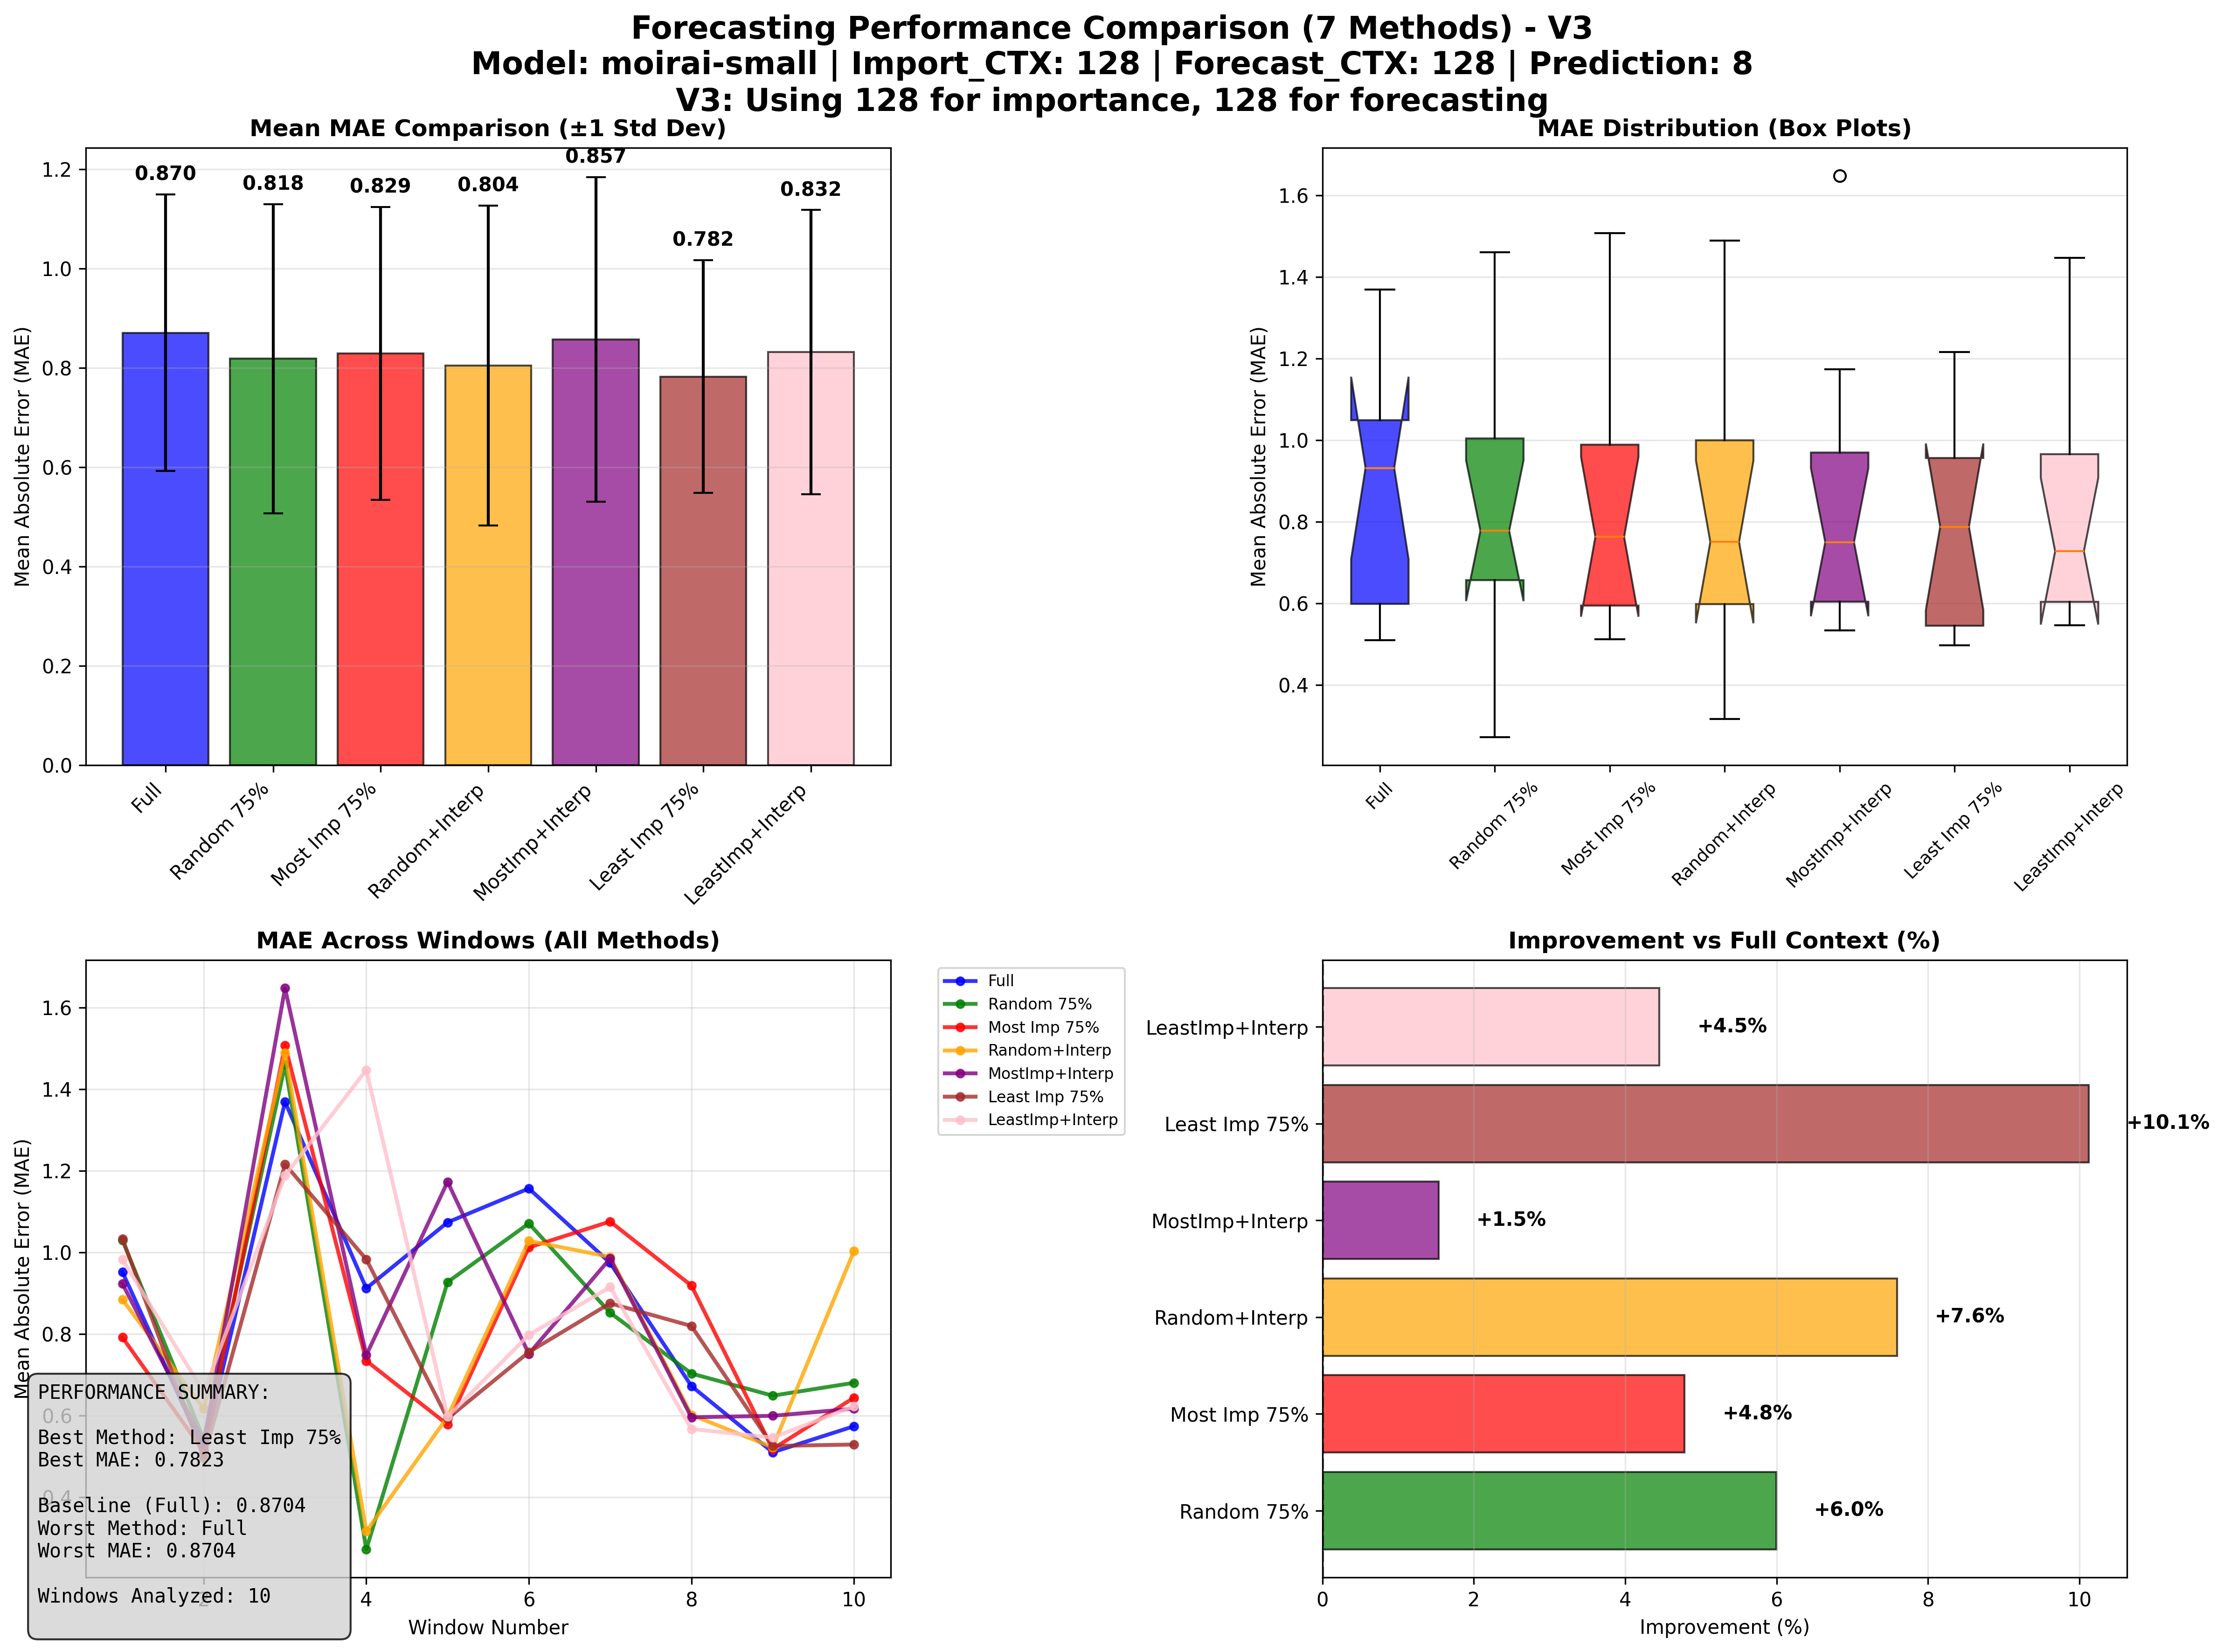 Forecasting Performance Comparison (7 Methods) - V3
Model: moirai-small | Import_CTX: 128 | Forecast_CTX: 128 | Prediction: 8
V3: Using 128 for importance, 128 for forecasting
Mean MAE Comparison (±1 Std Dev)
Mean Absolute Error (MAE)
1.2
1.0
0.8
0.6
0.4
0.2
0.0
0.870
0.818
0.829
0.804
0.857
0.782
0.832
Full
Random 75%
Most Imp 75%
Random+Interp
MostImp+Interp
Least Imp 75%
LeastImp+Interp
MAE Distribution (Box Plots)
Mean Absolute Error (MAE)
1.6
1.4
1.2
1.0
0.8
0.6
0.4
Full
Random 75%
Most Imp 75%
Random+Interp
MostImp+Interp
Least Imp 75%
LeastImp+Interp
MAE Across Windows (All Methods)
Mean Absolute Error (MAE)
1.6
1.4
1.2
1.0
0.8
0.6
0.4
2
4
6
8
10
Window Number
Full
Random 75%
Most Imp 75%
Random+Interp
MostImp+Interp
Least Imp 75%
LeastImp+Interp
PERFORMANCE SUMMARY:
Best Method: Least Imp 75%
Best MAE: 0.7823
Baseline (Full): 0.8704
Worst Method: Full
Worst MAE: 0.8704
Windows Analyzed: 10
Improvement vs Full Context (%)
LeastImp+Interp
+4.5%
Least Imp 75%
+10.1%
MostImp+Interp
+1.5%
Random+Interp
+7.6%
Most Imp 75%
+4.8%
Random 75%
+6.0%
0
2
4
6
8
10
Improvement (%)